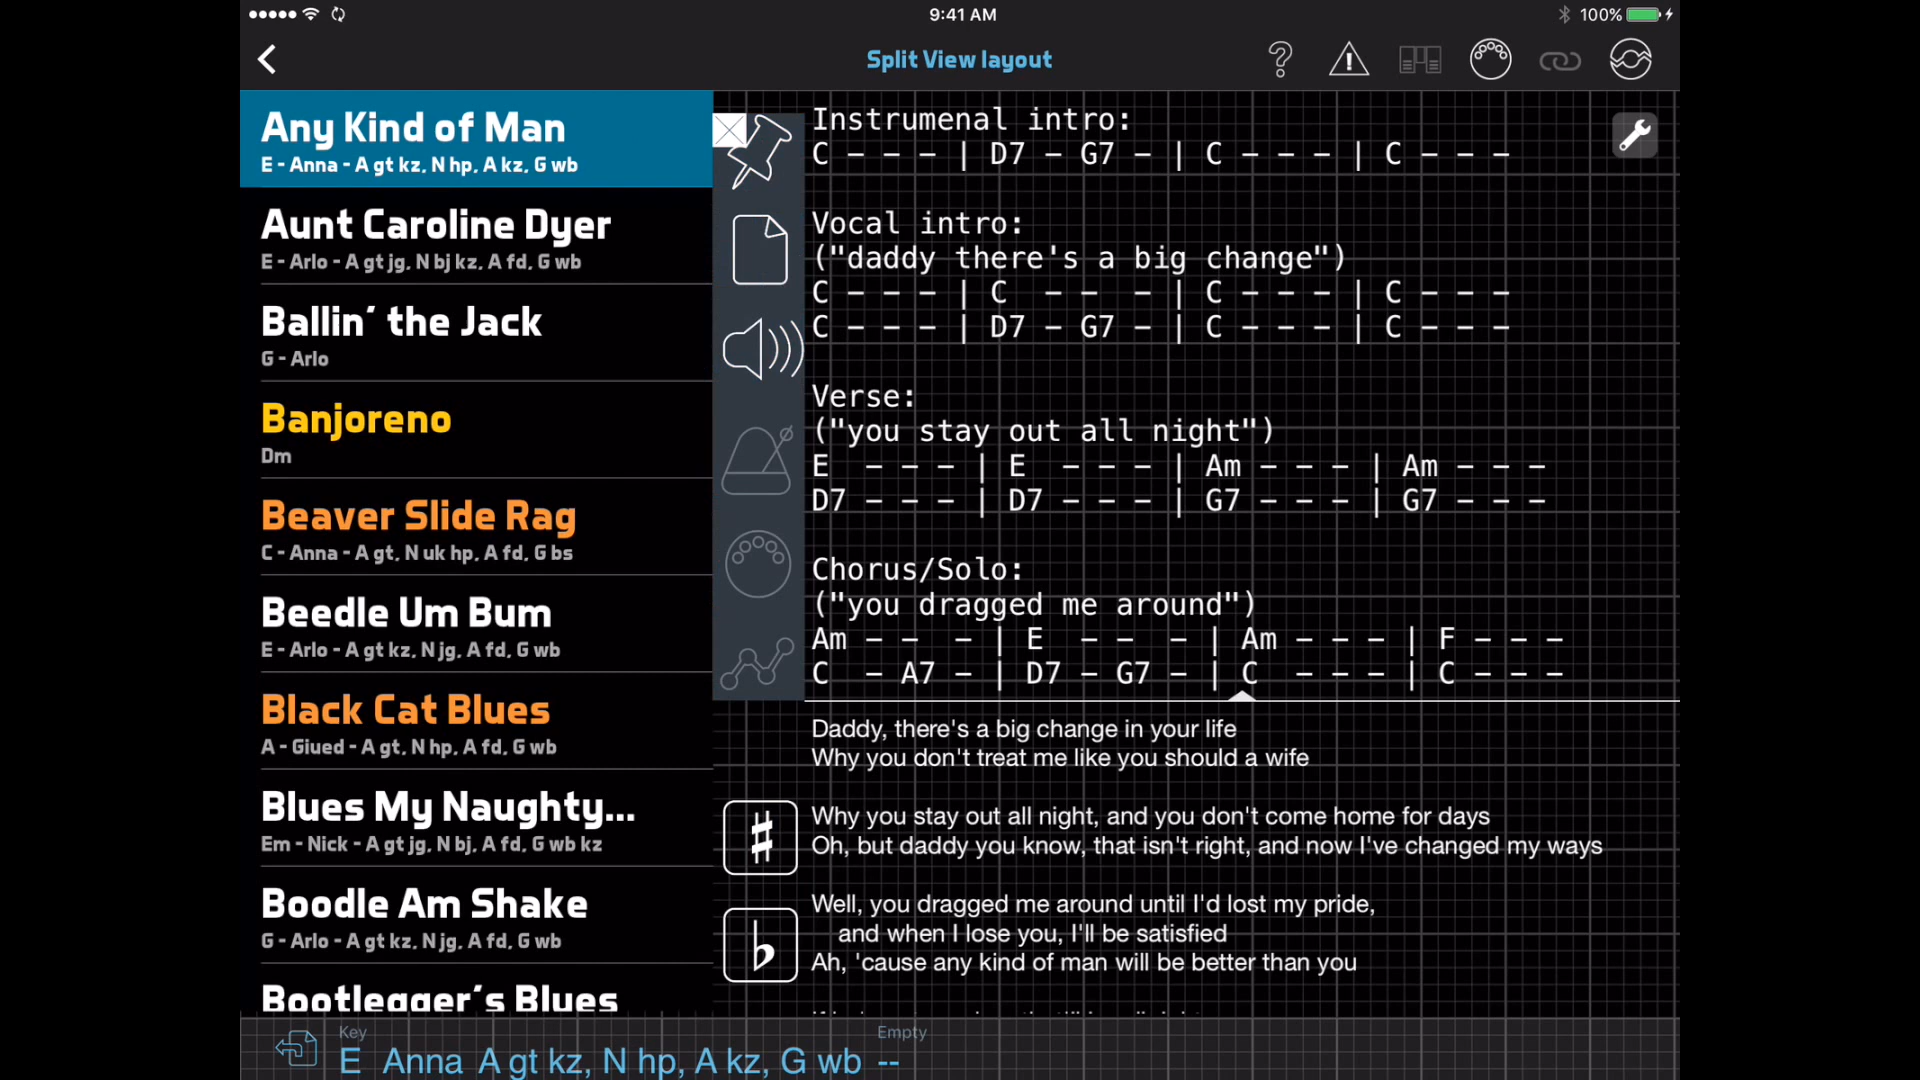 9:41 AM
100%
Split View layout
Any Kind of Man
E - Anna - A gt kz, N hp, A kz, G wb
Aunt Caroline Dyer
E - Arlo - A gt jg, N bj kz, A fd, G wb
Ballin´ the Jack
G - Arlo
Banjoreno
Dm
Beaver Slide Rag
C - Anna - A gt, N uk hp, A fd, G bs
Beedle Um Bum
E - Arlo - A gt kz, N jg, A fd, G wb
Black Cat Blues
A - Giued - A gt, N hp, A fd, G wb
Blues My Naughty...
Em - Nick - A gt jg, N bj, A fd, G wb kz
Boodle Am Shake
G - Arlo - A gt kz, N jg, A fd, G wb
Bootlegger´s Blues
Instrumenal intro:
C - - - | D7 - G7 - | C - - - | C - - -
Vocal intro:
("daddy there's a big change")
C - - - | C - - - | C - - - | C - - -
C - - - | D7 - G7 - | C - - - | C - - -
Verse:
("you stay out all night")
E - - - | E - - - | Am - - - | Am - - -
D7 - - - | D7 - - - | G7 - - - | G7 - - -
Chorus/Solo:
("you dragged me around")
Am - - - | E - - - | Am - - - | F - - -
C - A7 - | D7 - G7 - | C - - - | C - - -
Daddy, there's a big change in your life
Why you don't treat me like you should a wife
Why you stay out all night, and you don't come home for days
Oh, but daddy you know, that isn't right, and now I've changed my ways
Well, you dragged me around until I'd lost my pride,
and when I lose you, I'll be satisfied
Ah, 'cause any kind of man will be better than you
Key
E Anna A gt kz, N hp, A kz, G wb
Empty
--